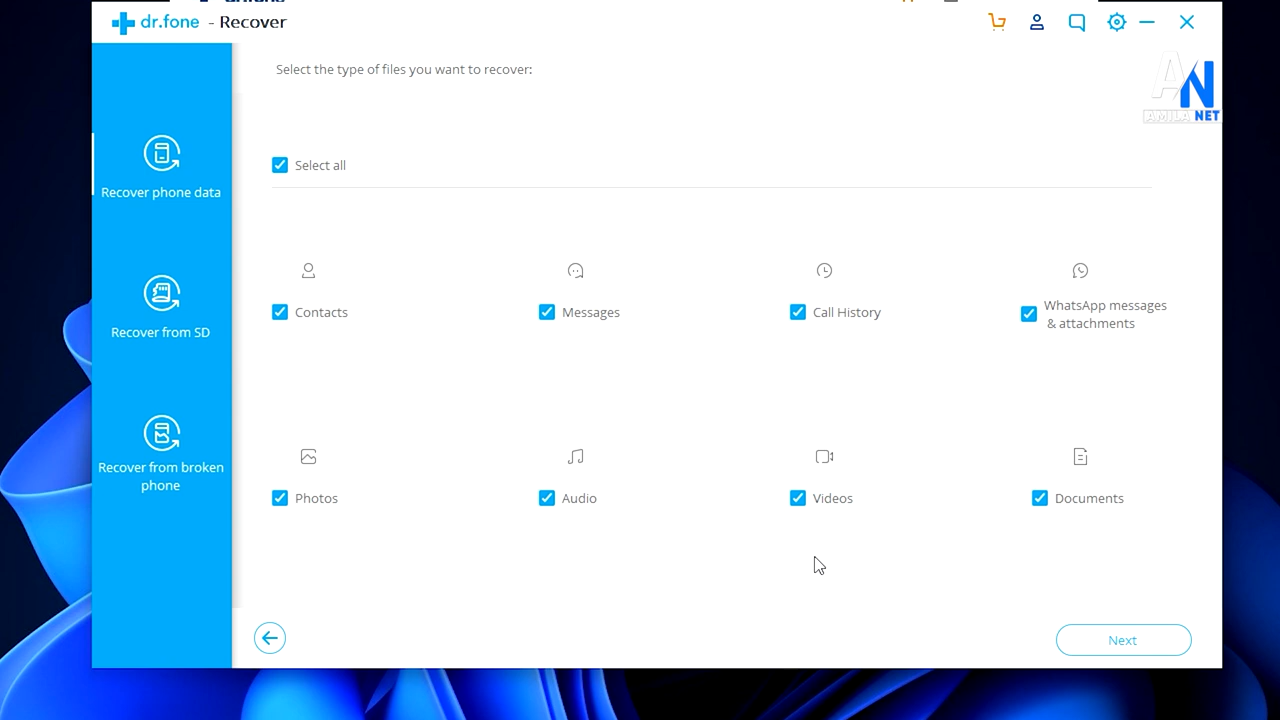 dr.fone - Recover
Select the type of files you want to recover:
AN
AMILA NET
Select all
Recover phone data
Contacts
Messages
Call History
WhatsApp messages
& attachments
Recover from SD
Recover from broken
phone
Photos
Audio
Videos
Documents
Next